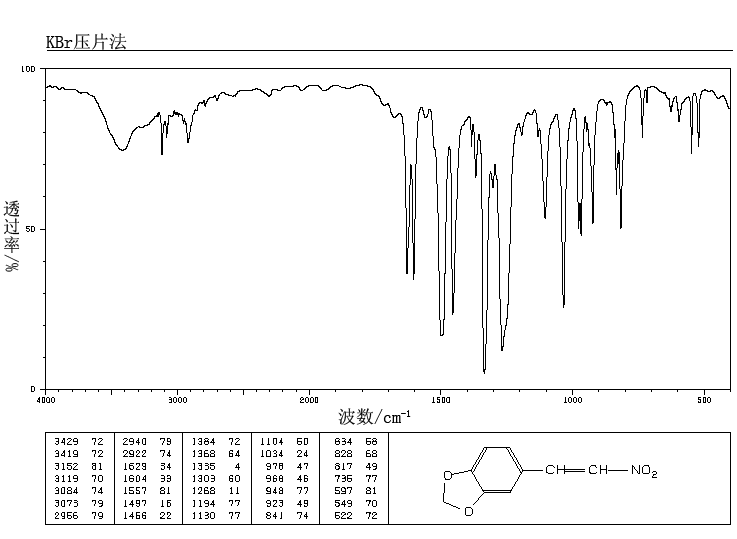 KBr压片法
100
50
0
透过率/%
4000 3000 2000 1500 1000 500
波数/cm⁻¹
3429 72 2940 79 1384 72 1104 50 834 58
3419 72 2922 74 1368 64 1034 24 828 68
3152 81 1629 34 1335 4 978 47 817 49
3119 70 1604 33 1303 60 968 46 736 77
3084 74 1557 81 1268 11 948 77 597 81
3073 79 1497 16 1194 77 923 49 549 70
2956 79 1456 22 1130 77 841 74 522 72
O
O
CH=CH—NO₂